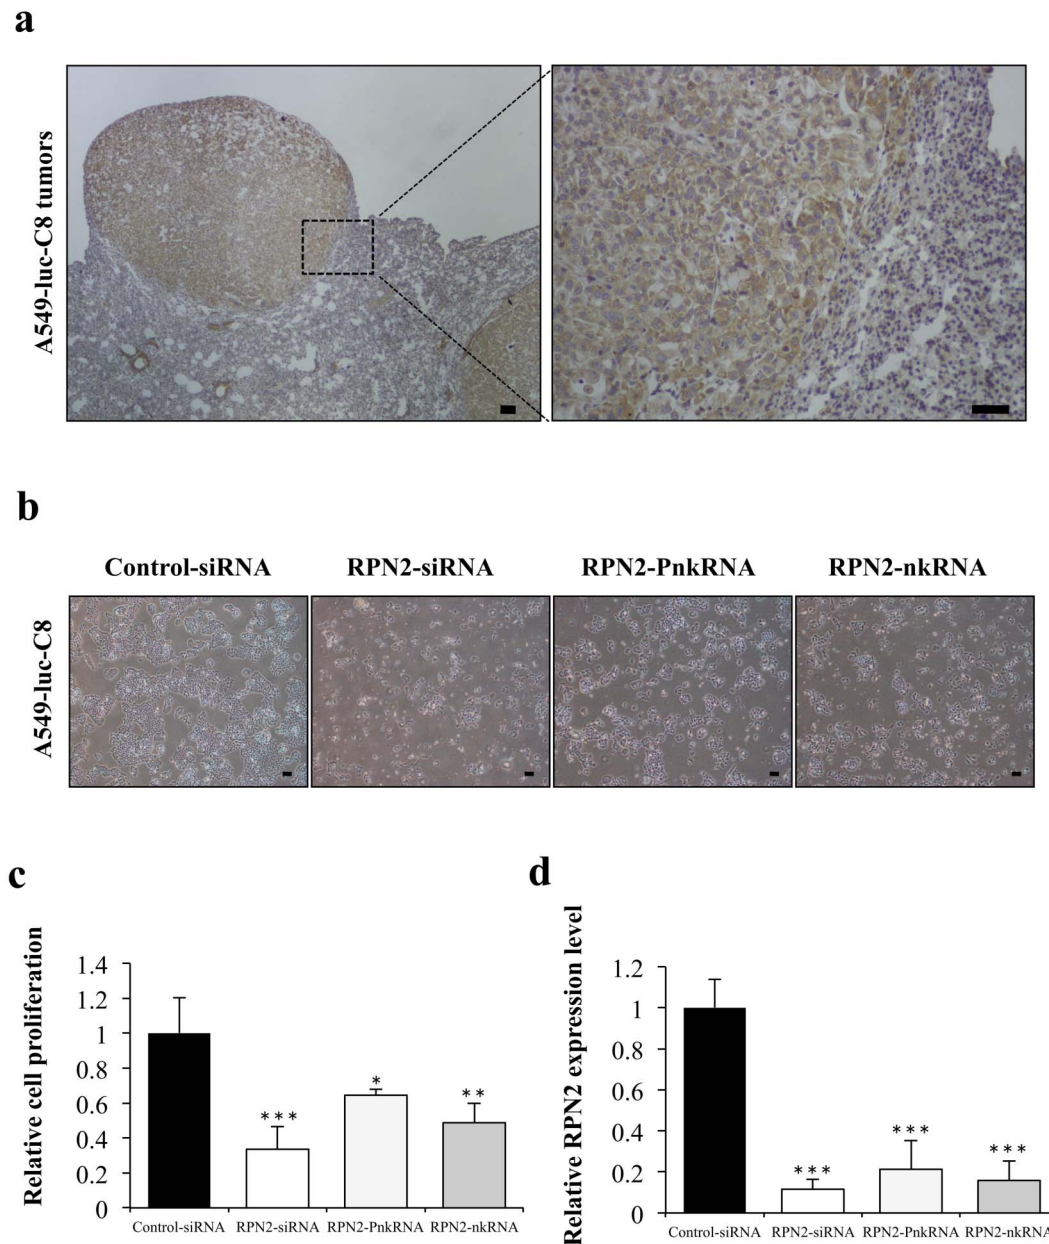 a
A549-luc-C8 tumors
b
Control-siRNA RPN2-siRNA RPN2-PnkRNA RPN2-nkRNA
A549-luc-C8
c
Relative cell proliferation
1.4
1.2
1
0.8
0.6
0.4
0.2
0
***
*
**
Control-siRNA RPN2-siRNA RPN2-PnkRNA RPN2-nkRNA
d
Relative RPN2 expression level
1.2
1
0.8
0.6
0.4
0.2
0
***
***
***
Control-siRNA RPN2-siRNA RPN2-PnkRNA RPN2-nkRNA